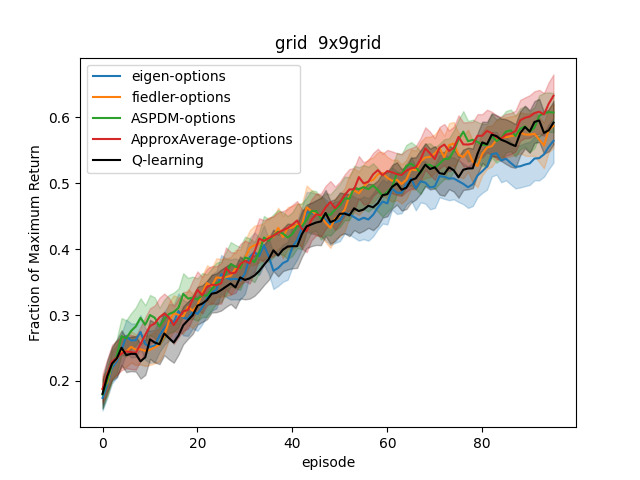 grid  9x9grid
eigen-options
fiedler-options
ASPDM-options
ApproxAverage-options
Q-learning
Fraction of Maximum Return
0.6
0.5
0.4
0.3
0.2
0 20 40 60 80
episode